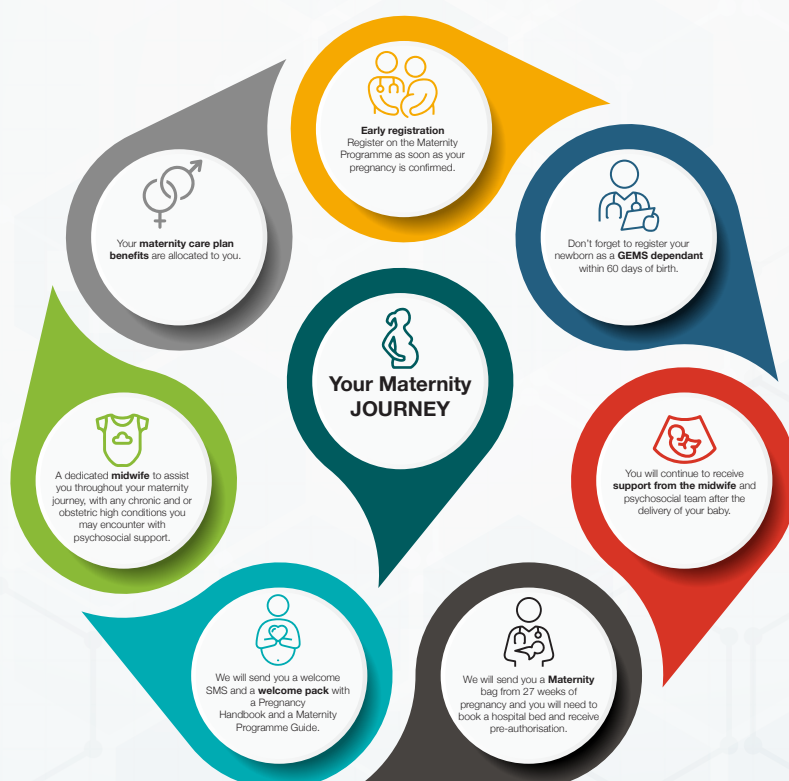 Early registration
Register on the Maternity
Programme as soon as your
pregnancy is confirmed.
Your maternity care plan
benefits are allocated to you.
Don't forget to register your
newborn as a GEMS dependant
within 60 days of birth.
Your Maternity
JOURNEY
A dedicated midwife to assist
you throughout your maternity
journey, with any chronic and or
obstetric high conditions you
may encounter with
psychosocial support.
You will continue to receive
support from the midwife and
psychosocial team after the
delivery of your baby.
We will send you a welcome
SMS and a welcome pack with
a Pregnancy
Handbook and a Maternity
Programme Guide.
We will send you a Maternity
bag from 27 weeks of
pregnancy and you will need to
book a hospital bed and receive
pre-authorisation.